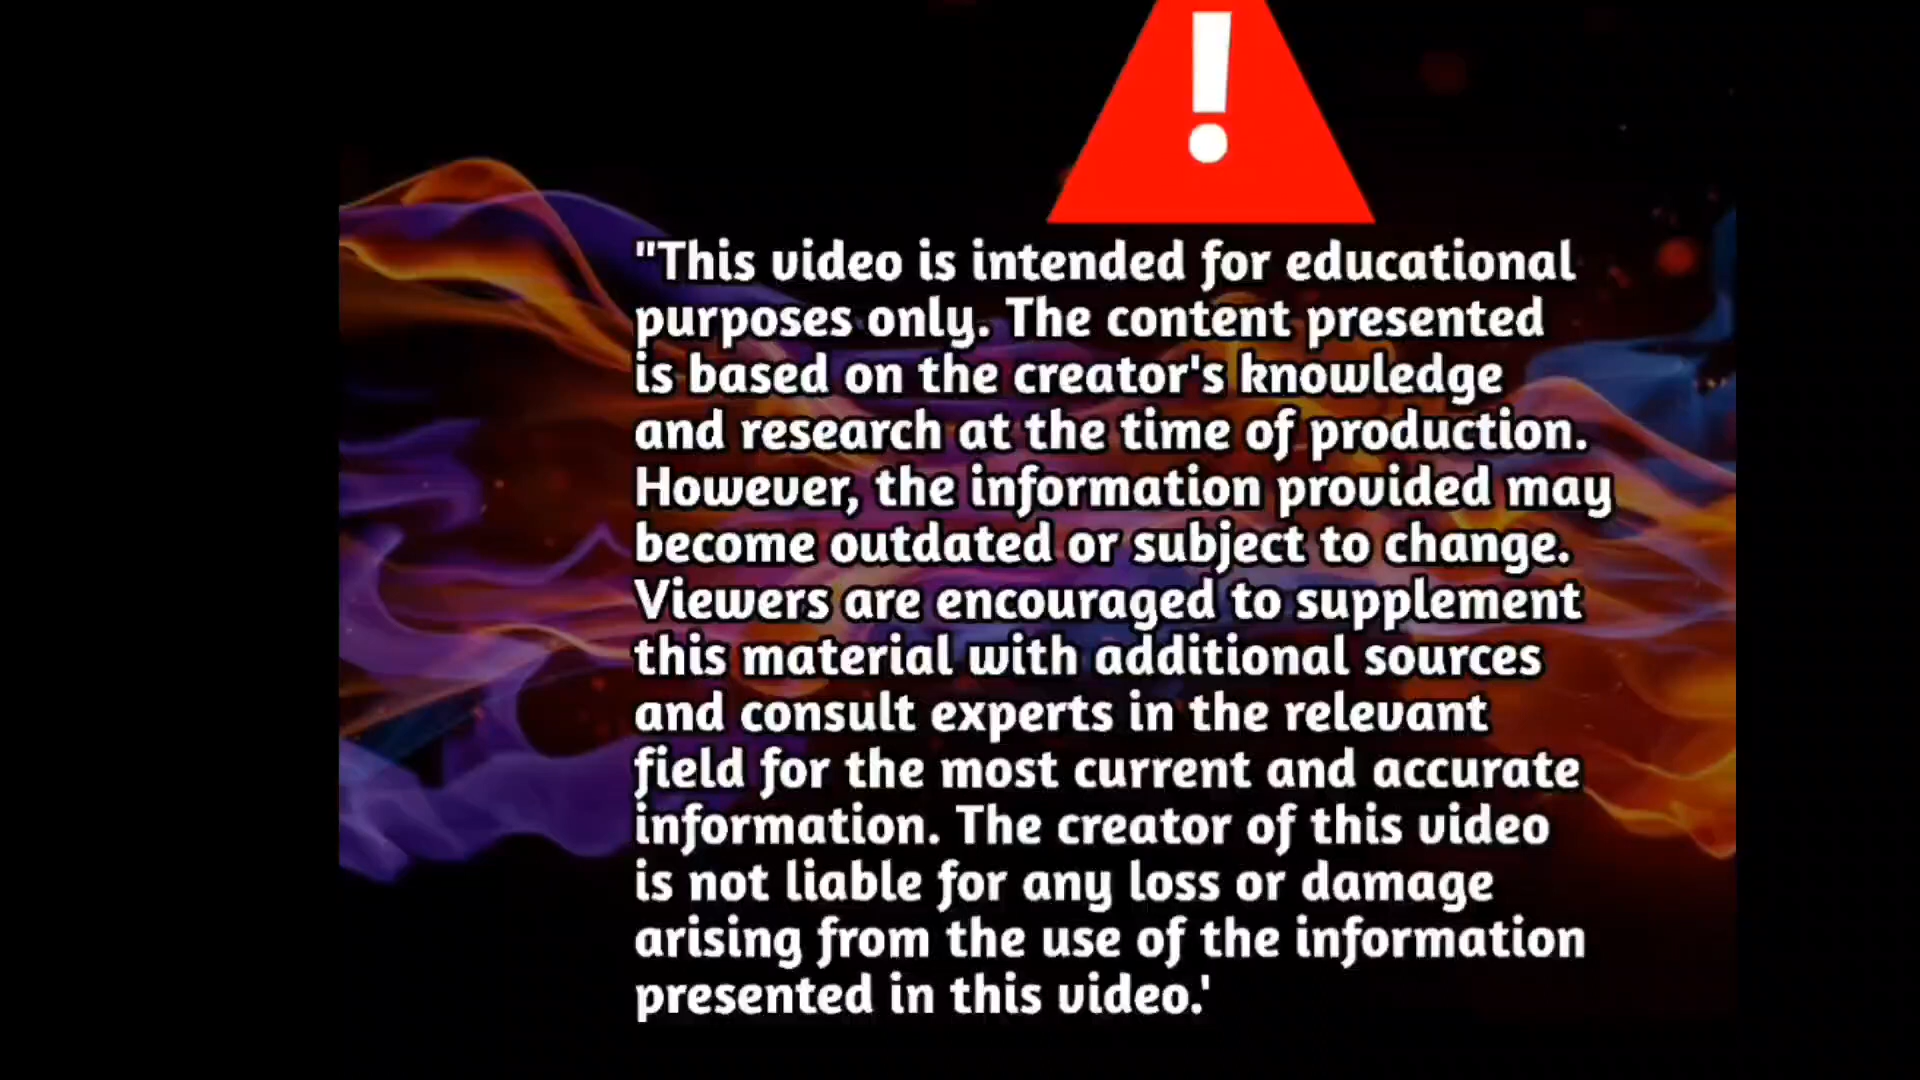 !
"This video is intended for educational
purposes only. The content presented
is based on the creator's knowledge
and research at the time of production.
However, the information provided may
become outdated or subject to change.
Viewers are encouraged to supplement
this material with additional sources
and consult experts in the relevant
field for the most current and accurate
information. The creator of this video
is not liable for any loss or damage
arising from the use of the information
presented in this video.'